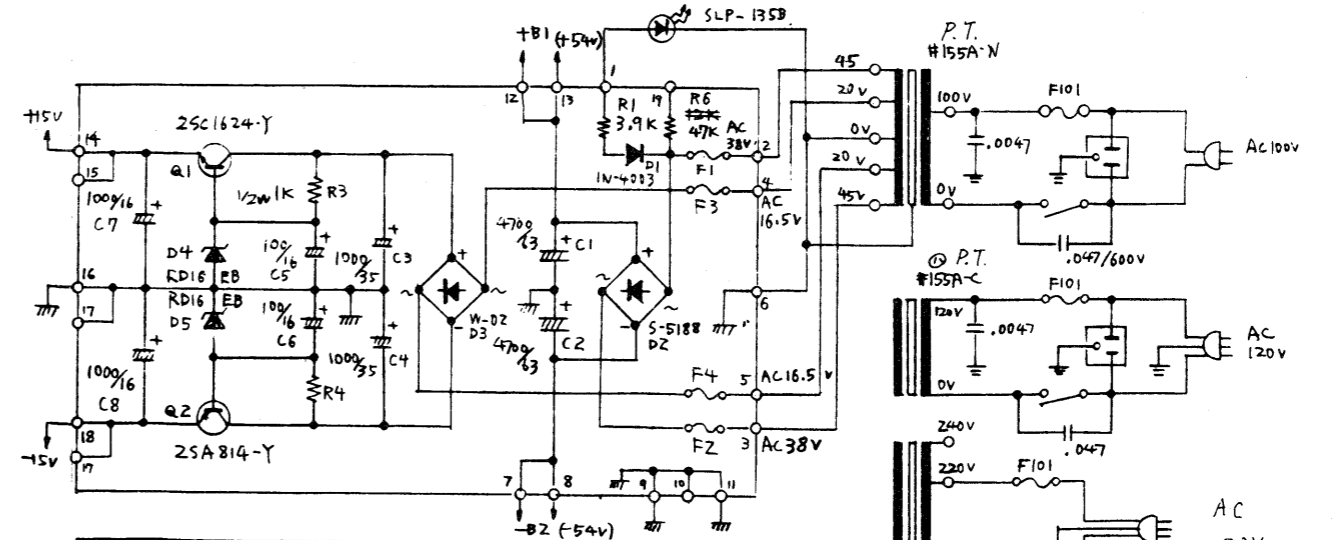 SLP-135B
P.T.
#155A-N
+B1 (+54V)
45
20V
0V
20V
45V
100V
F101
.0047
AC100V
0V
.047/600V
+15V
14
15
2SC1624-Y
Q1
12
13
1
19
R1
3.9K
R6
12K
47K
AC
38V
2
D1
1N-4003
F1
4
F3
AC
16.5V
1/2W 1K
R3
1000/16
C7
D4
RD16 EB
100/16
C5
1000/35
C3
4700/63
C1
16
17
RD16 EB
D5
100/16
C6
1000/35
C4
+
-
~
~
W-02
D3
4700/63
C2
+
-
~
~
S-5188
D2
6
1000/16
C8
R4
Q2
2SA814-Y
18
-15V
17
F4
5
AC16.5V
F2
3
AC38V
7
8
9
10
11
-B2 (-54V)
P.T.
#155A-C
120V
F101
.0047
AC
120V
0V
.047
240V
220V
F101
AC